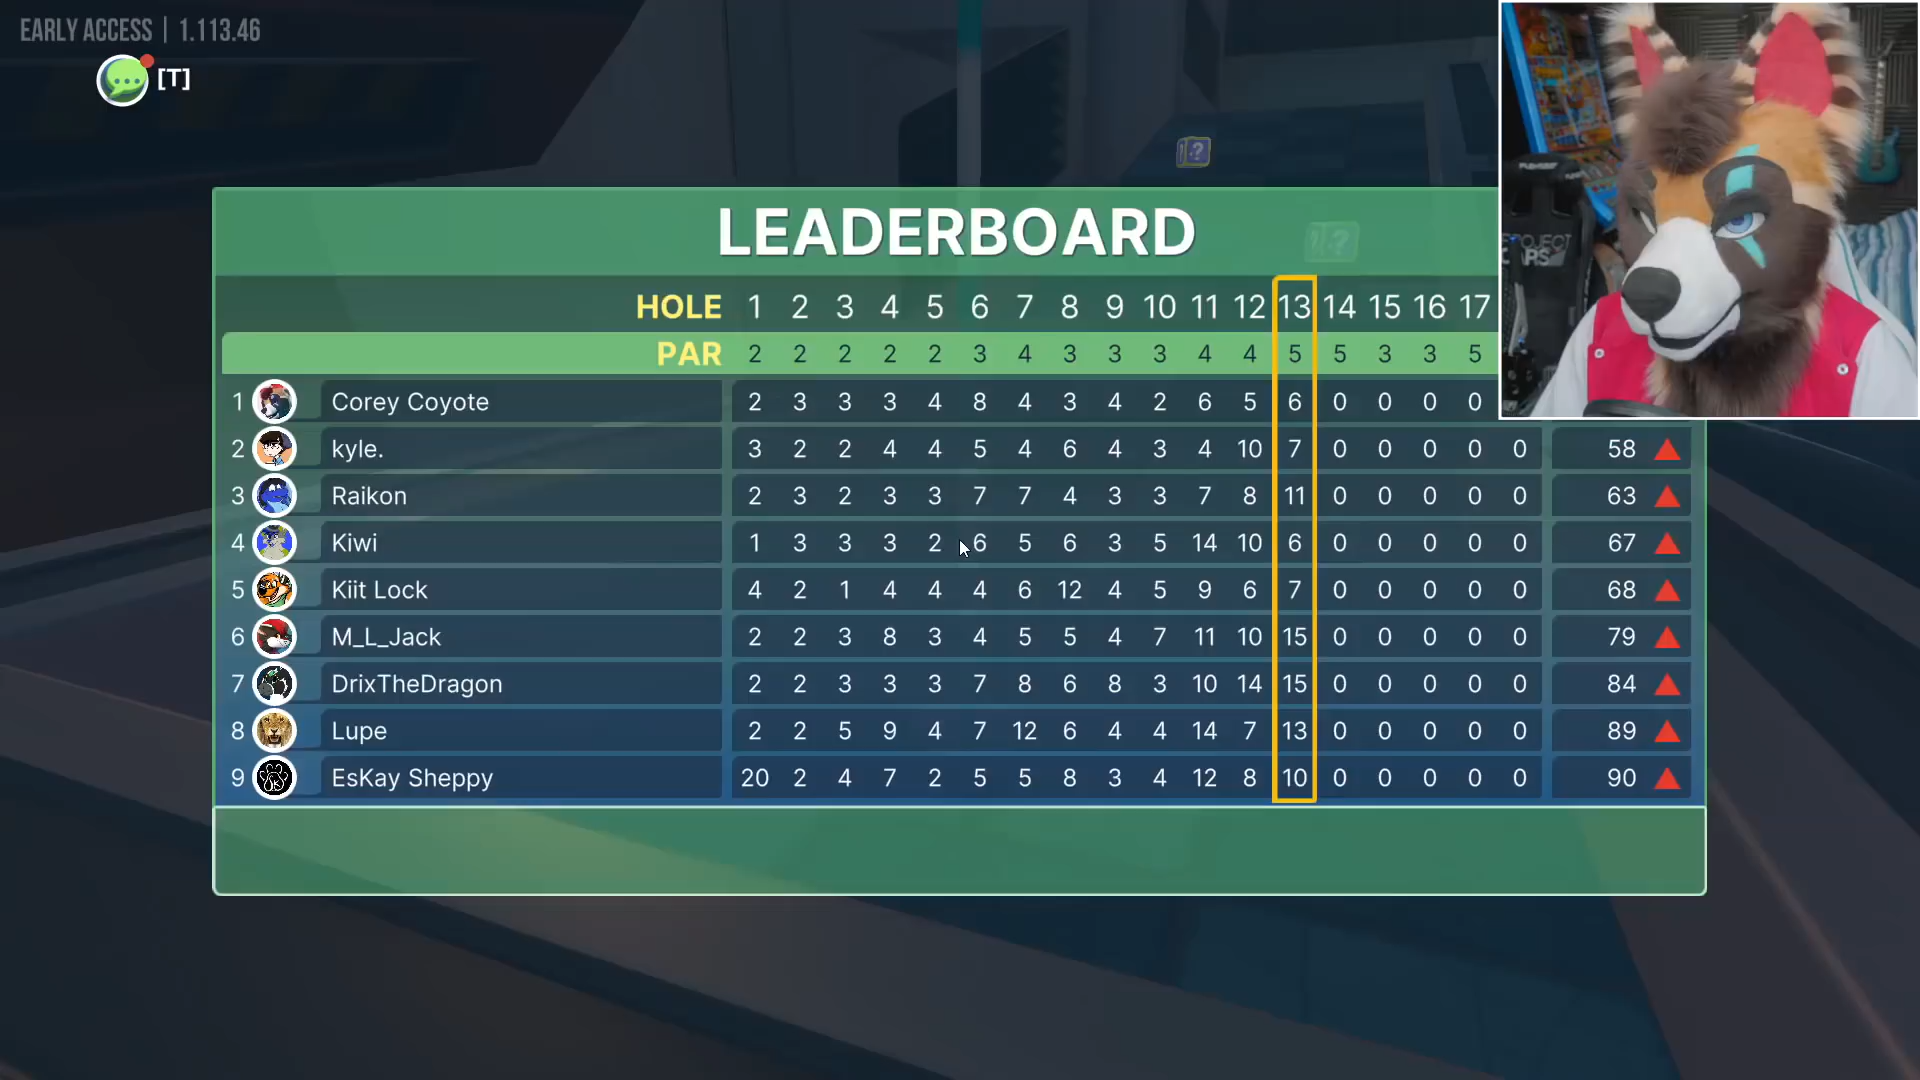 EARLY ACCESS | 1.113.46
[T]
LEADERBOARD
HOLE 1 2 3 4 5 6 7 8 9 10 11 12 13 14 15 16 17
PAR 2 2 2 2 2 3 4 3 3 3 4 4 5 5 3 3 5
1 Corey Coyote 2 3 3 3 4 8 4 3 4 2 6 5 6 0 0 0 0
2 kyle. 3 2 2 4 4 5 4 6 4 3 4 10 7 0 0 0 0 0 58
3 Raikon 2 3 2 3 3 7 7 4 3 3 7 8 11 0 0 0 0 0 63
4 Kiwi 1 3 3 3 2 6 5 6 3 5 14 10 6 0 0 0 0 0 67
5 Kiit Lock 4 2 1 4 4 4 6 12 4 5 9 6 7 0 0 0 0 0 68
6 M_L_Jack 2 2 3 8 3 4 5 5 4 7 11 10 15 0 0 0 0 0 79
7 DrixTheDragon 2 2 3 3 3 7 8 6 8 3 10 14 15 0 0 0 0 0 84
8 Lupe 2 2 5 9 4 7 12 6 4 4 14 7 13 0 0 0 0 0 89
9 EsKay Sheppy 20 2 4 7 2 5 5 8 3 4 12 8 10 0 0 0 0 0 90